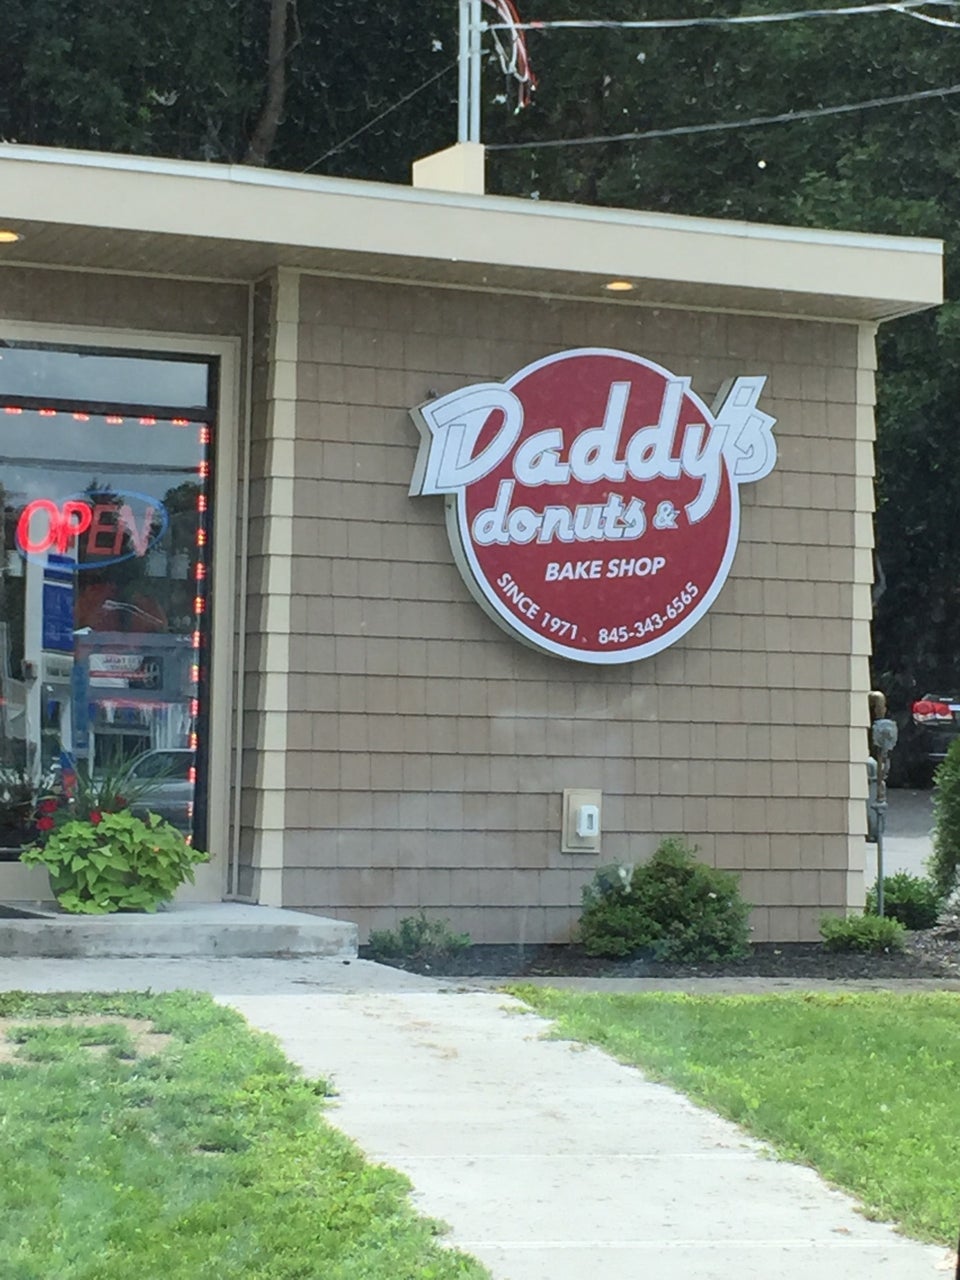 OPEN
Daddy's
donuts &
BAKE SHOP
SINCE 1971 845-343-6565